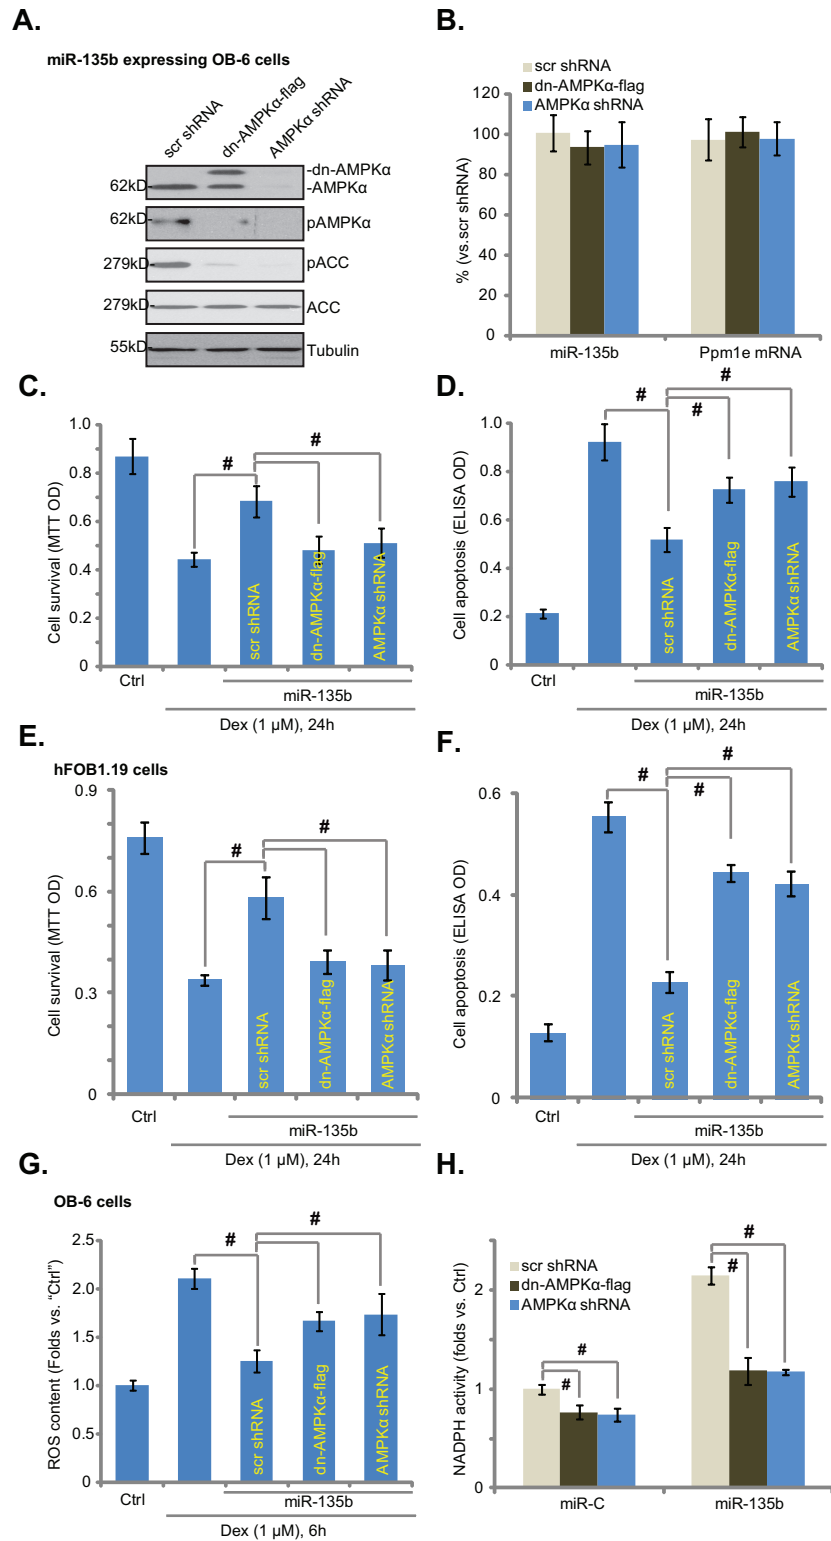 A.
miR-135b expressing OB-6 cells
scr shRNA
dn-AMPKα-flag
AMPKα shRNA
-dn-AMPKα
62kD-
-AMPKα
62kD-
pAMPKα
279kD-
pACC
279kD-
ACC
55kD-
Tubulin
B.
scr shRNA
dn-AMPKα-flag
AMPKα shRNA
% (vs.scr shRNA)
120
100
80
60
40
20
0
miR-135b
Ppm1e mRNA
C.
Cell survival (MTT OD)
1.0
0.8
0.6
0.4
0.2
0
#
#
scr shRNA
dn-AMPKα-flag
AMPKα shRNA
Ctrl
miR-135b
Dex (1 μM), 24h
D.
Cell apoptosis (ELISA OD)
1.0
0.8
0.6
0.4
0.2
0
#
#
#
scr shRNA
dn-AMPKα-flag
AMPKα shRNA
Ctrl
miR-135b
Dex (1 μM), 24h
E.
hFOB1.19 cells
Cell survival (MTT OD)
0.9
0.6
0.3
0
#
#
scr shRNA
dn-AMPKα-flag
AMPKα shRNA
Ctrl
miR-135b
Dex (1 μM), 24h
F.
Cell apoptosis (ELISA OD)
0.6
0.4
0.2
0
#
#
#
scr shRNA
dn-AMPKα-flag
AMPKα shRNA
Ctrl
miR-135b
Dex (1 μM), 24h
G.
OB-6 cells
ROS content (Folds vs. “Ctrl”)
2.5
2.0
1.5
1.0
0.5
0
#
#
scr shRNA
dn-AMPKα-flag
AMPKα shRNA
Ctrl
miR-135b
Dex (1 μM), 6h
H.
scr shRNA
dn-AMPKα-flag
AMPKα shRNA
NADPH activity (folds vs. Ctrl)
2
1
0
#
#
#
#
miR-C
miR-135b